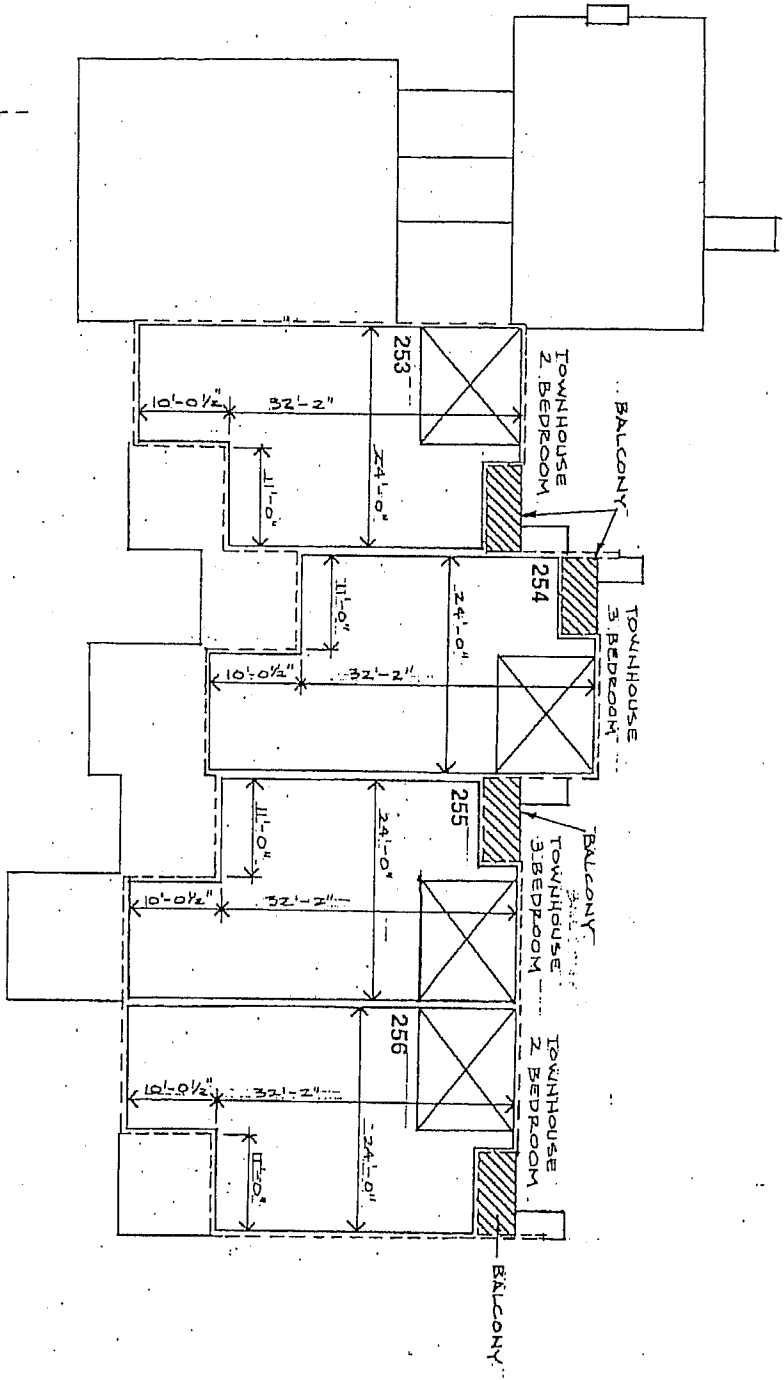 BALCONY
TOWNHOUSE
2 BEDROOM
253
10'-0½"
32'-2"
24'-0"
11'-0"
TOWNHOUSE
3 BEDROOM
254
24'-0"
11'-0"
10'-0½"
32'-2"
BALCONY
TOWNHOUSE
3 BEDROOM
255
11'-0"
24'-0"
10'-0½"
32'-2"
TOWNHOUSE
2 BEDROOM
256
10'-0½"
32'-2"
24'-0"
11'-0"
BALCONY